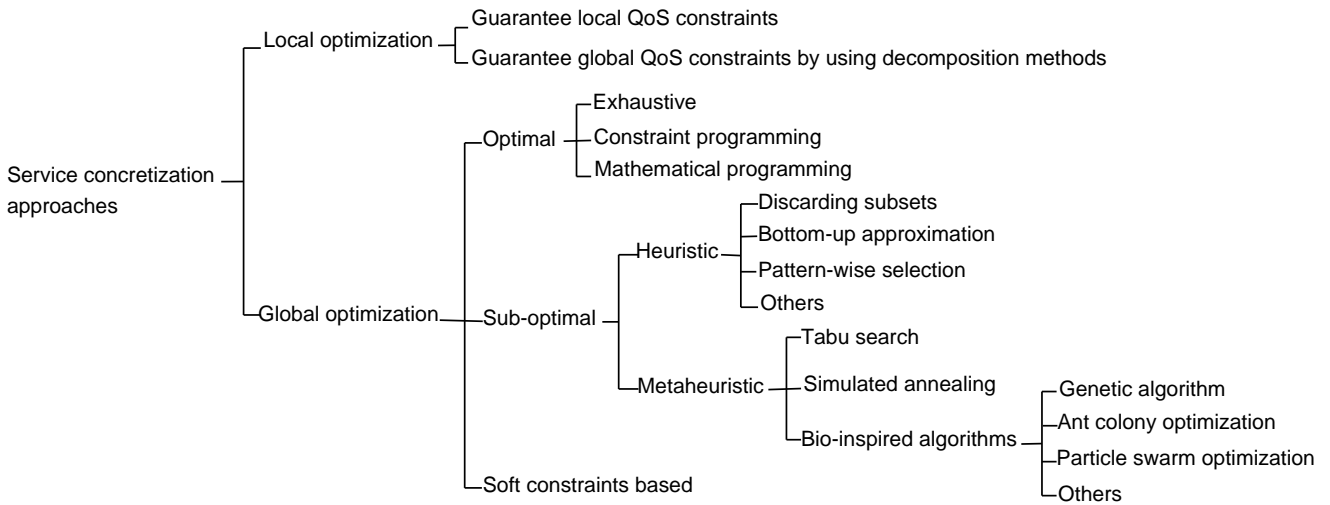 Guarantee local QoS constraints
Local optimization
Guarantee global QoS constraints by using decomposition methods
Exhaustive
Optimal
Constraint programming
Mathematical programming
Service concretization
approaches
Discarding subsets
Bottom-up approximation
Heuristic
Pattern-wise selection
Others
Global optimization
Sub-optimal
Tabu search
Metaheuristic
Simulated annealing
Genetic algorithm
Ant colony optimization
Bio-inspired algorithms
Particle swarm optimization
Others
Soft constraints based